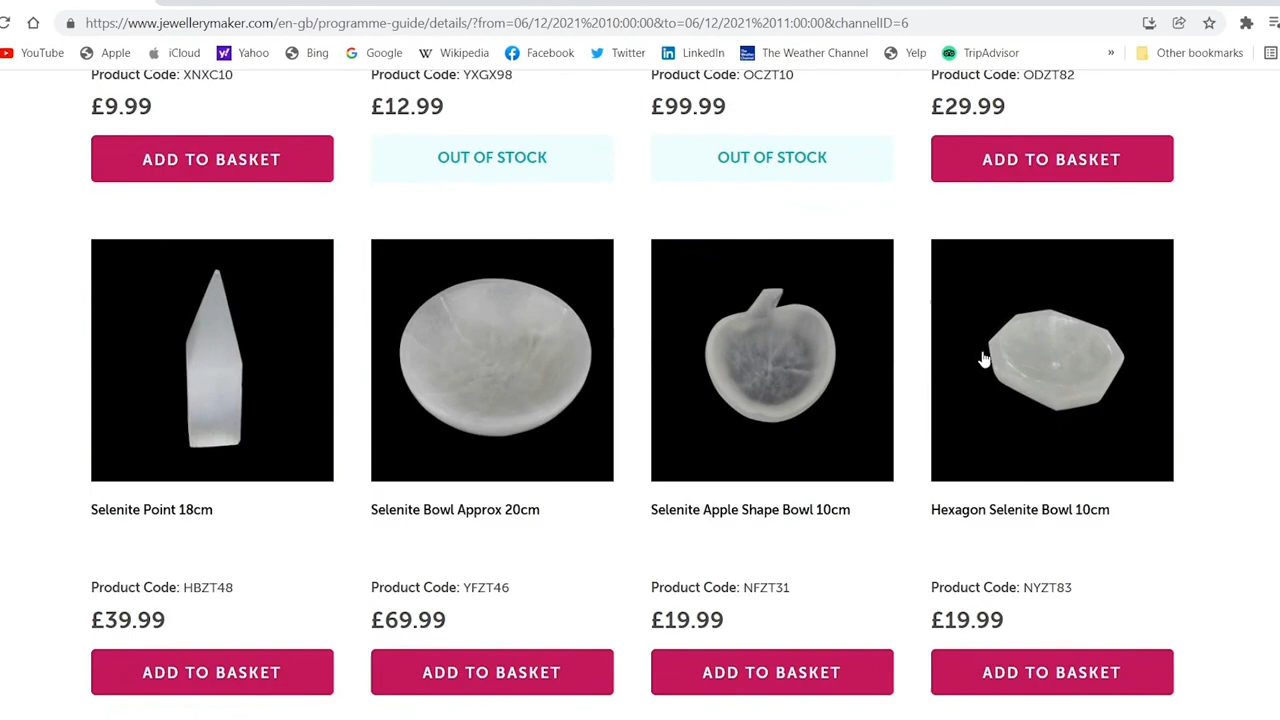 https://www.jewellerymaker.com/en-gb/programme-guide/details/?from=06/12/2021%2010:00:00&to=06/12/2021%2011:00:00&channelID=6
YouTube Apple iCloud Yahoo Bing Google Wikipedia Facebook Twitter LinkedIn The Weather Channel Yelp TripAdvisor » Other bookmarks
Product Code: XNXC10 Product Code: YXGX98 Product Code: OCZT10 Product Code: ODZT82
£9.99 £12.99 £99.99 £29.99
ADD TO BASKET OUT OF STOCK OUT OF STOCK ADD TO BASKET
Selenite Point 18cm Selenite Bowl Approx 20cm Selenite Apple Shape Bowl 10cm Hexagon Selenite Bowl 10cm
Product Code: HBZT48 Product Code: YFZT46 Product Code: NFZT31 Product Code: NYZT83
£39.99 £69.99 £19.99 £19.99
ADD TO BASKET ADD TO BASKET ADD TO BASKET ADD TO BASKET